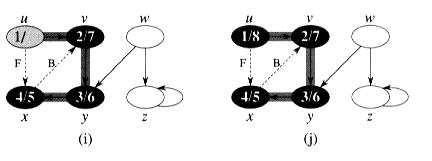 u v w
1/ 2/7
F B
4/5 3/6
x y z
(i)
u v w
1/8 2/7
F B
4/5 3/6
x y z
(j)